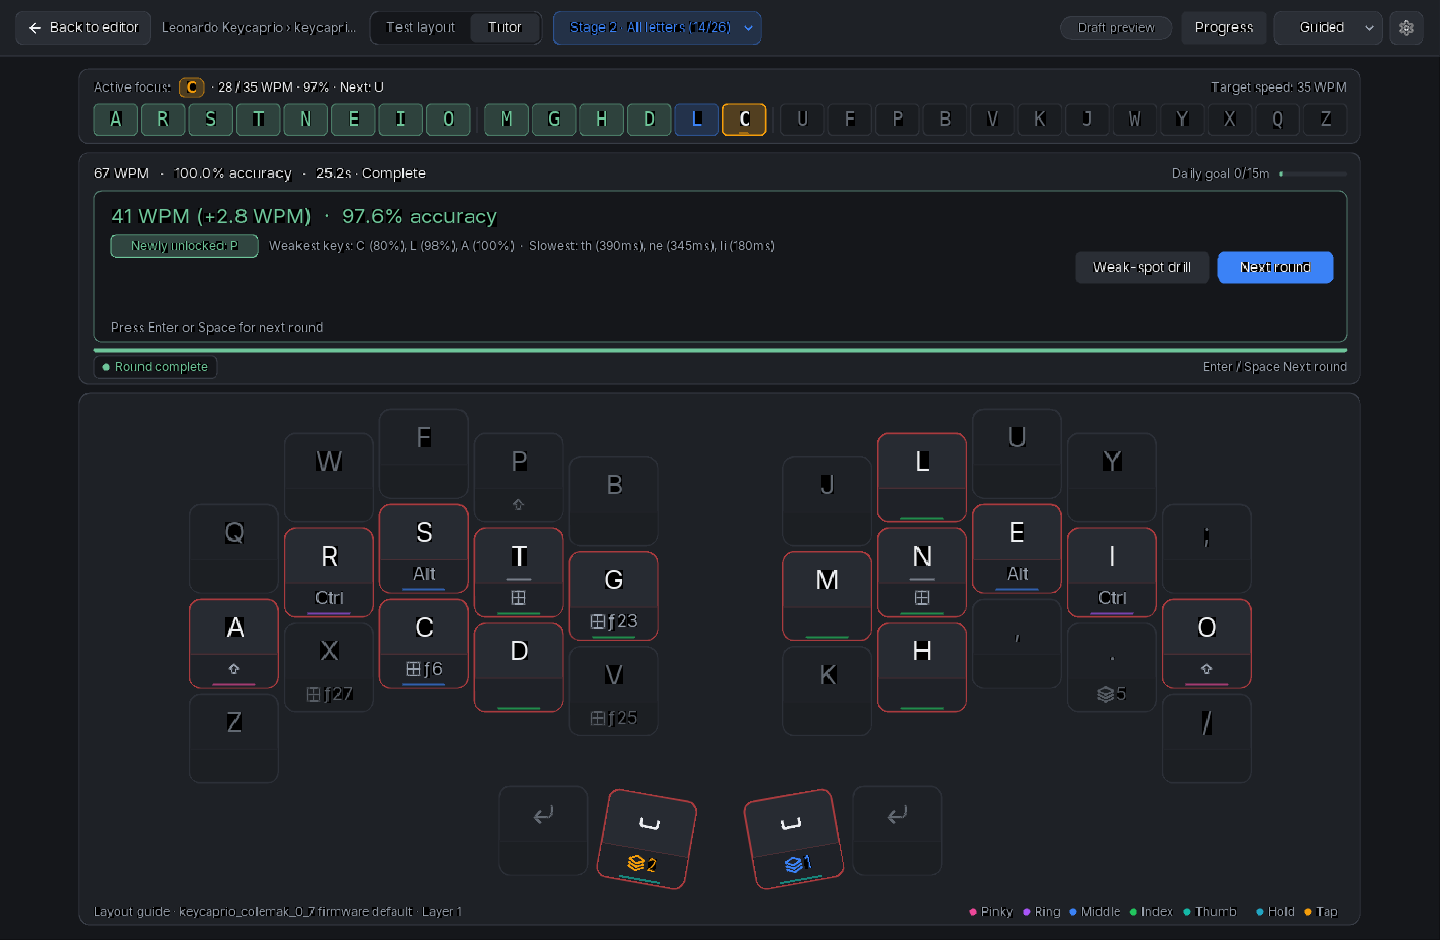 Back to editor Leonardo Keycaprio › keycapri... Test layout Tutor Stage 2 · All letters (14/26) Draft preview Progress Guided
Active focus: C · 28 / 35 WPM · 97% · Next: U Target speed: 35 WPM
A R S T N E I O M G H D L C U F P B V K J W Y X Q Z
67 WPM · 100.0% accuracy · 25.2s · Complete Daily goal 0/15m
41 WPM (+2.8 WPM) · 97.6% accuracy
Newly unlocked: P Weakest keys: C (80%), L (98%), A (100%) · Slowest: th (390ms), ne (345ms), li (180ms)
Weak-spot drill Next round
Press Enter or Space for next round
Round complete Enter / Space Next round
F U
W P L Y
B J
Q S E ;
R T N I
Alt Alt
G M
Ctrl Ctrl
ƒ23
A C , O
X D H .
ƒ6
V K
ƒ27 5
ƒ25
Z /
2 1
Layout guide · keycaprio_colemak_0_7 firmware default · Layer 1 Pinky Ring Middle Index Thumb Hold Tap